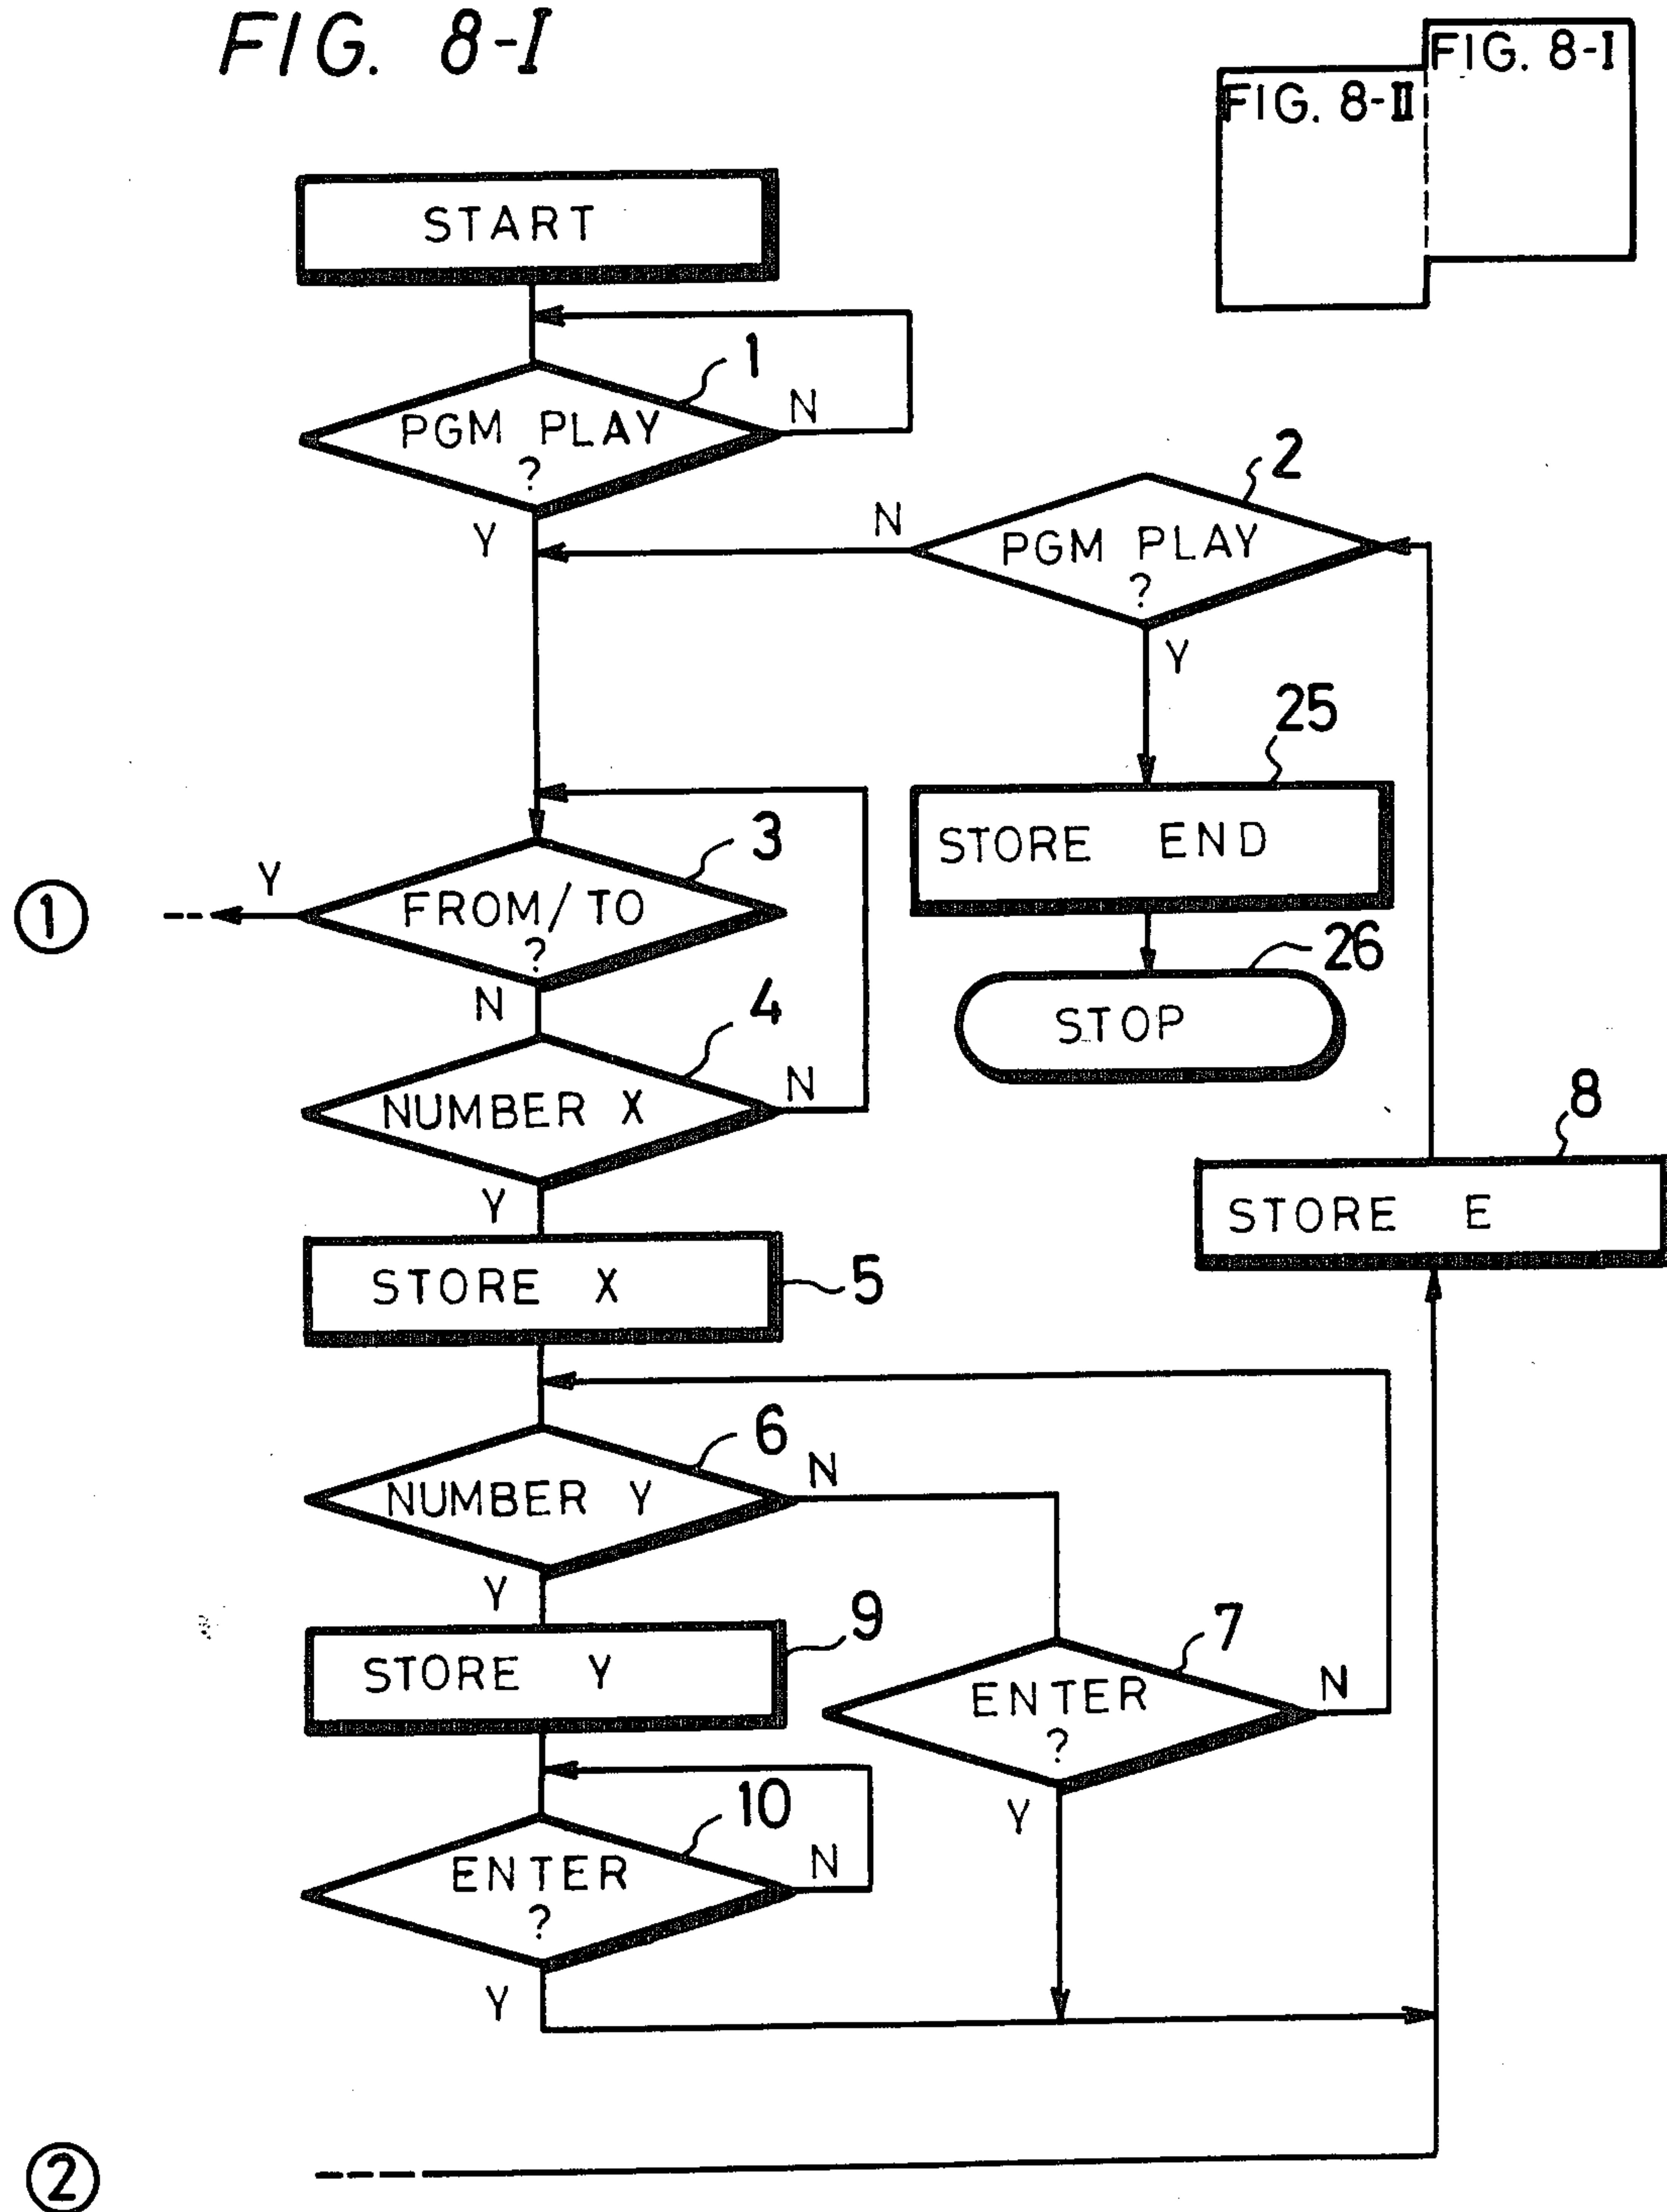 FIG. 8-I
FIG. 8-I
FIG. 8-II
START
1
PGM PLAY
?
N
Y
2
N
PGM PLAY
?
Y
25
STORE END
26
STOP
3
Y
FROM/TO
?
N
①
4
NUMBER X
N
Y
8
STORE E
STORE X
5
6
NUMBER Y
N
Y
9
STORE Y
7
ENTER
?
N
Y
10
ENTER
?
N
Y
②